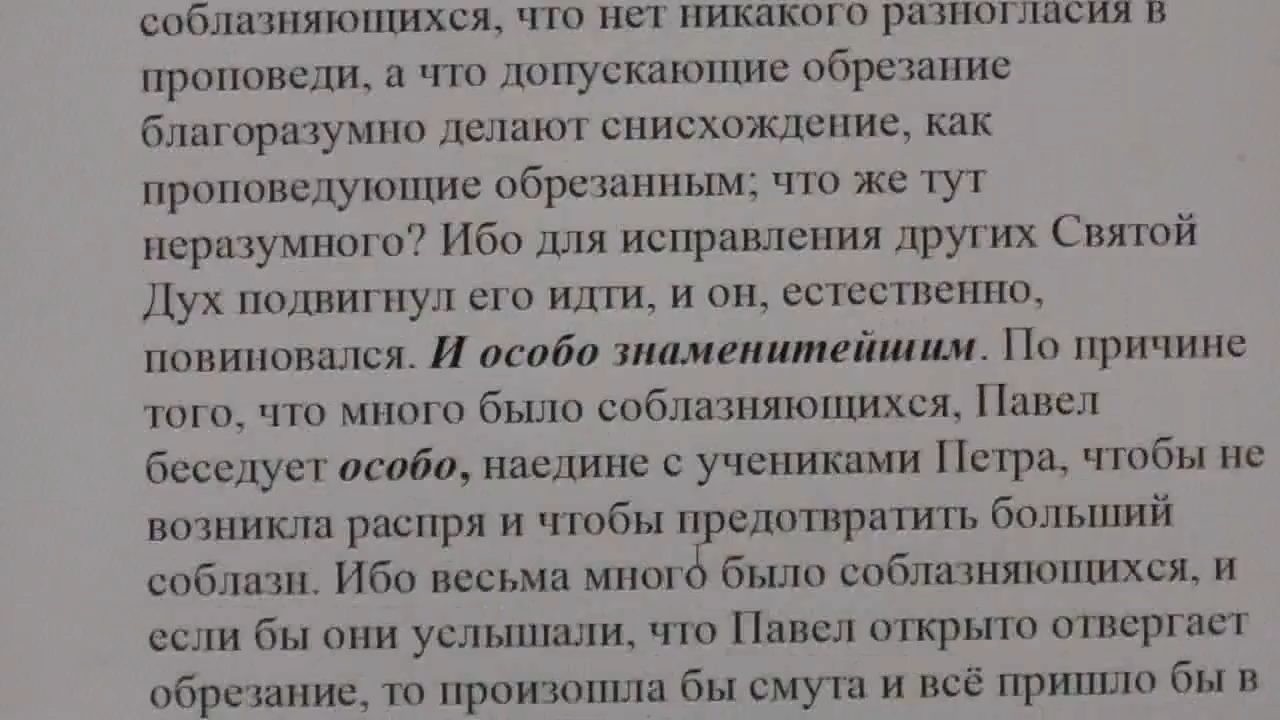 соблазняющихся, что нет никакого разногласия в
проповеди, а что допускающие обрезание
благоразумно делают снисхождение, как
проповедующие обрезанным; что же тут
неразумного? Ибо для исправления других Святой
Дух подвигнул его идти, и он, естественно,
повиновался. И особо знаменитейшим. По причине
того, что много было соблазняющихся, Павел
беседует особо, наедине с учениками Петра, чтобы не
возникла распря и чтобы предотвратить больший
соблазн. Ибо весьма много было соблазняющихся, и
если бы они услышали, что Павел открыто отвергает
обрезание, то произошла бы смута и всё пришло бы в